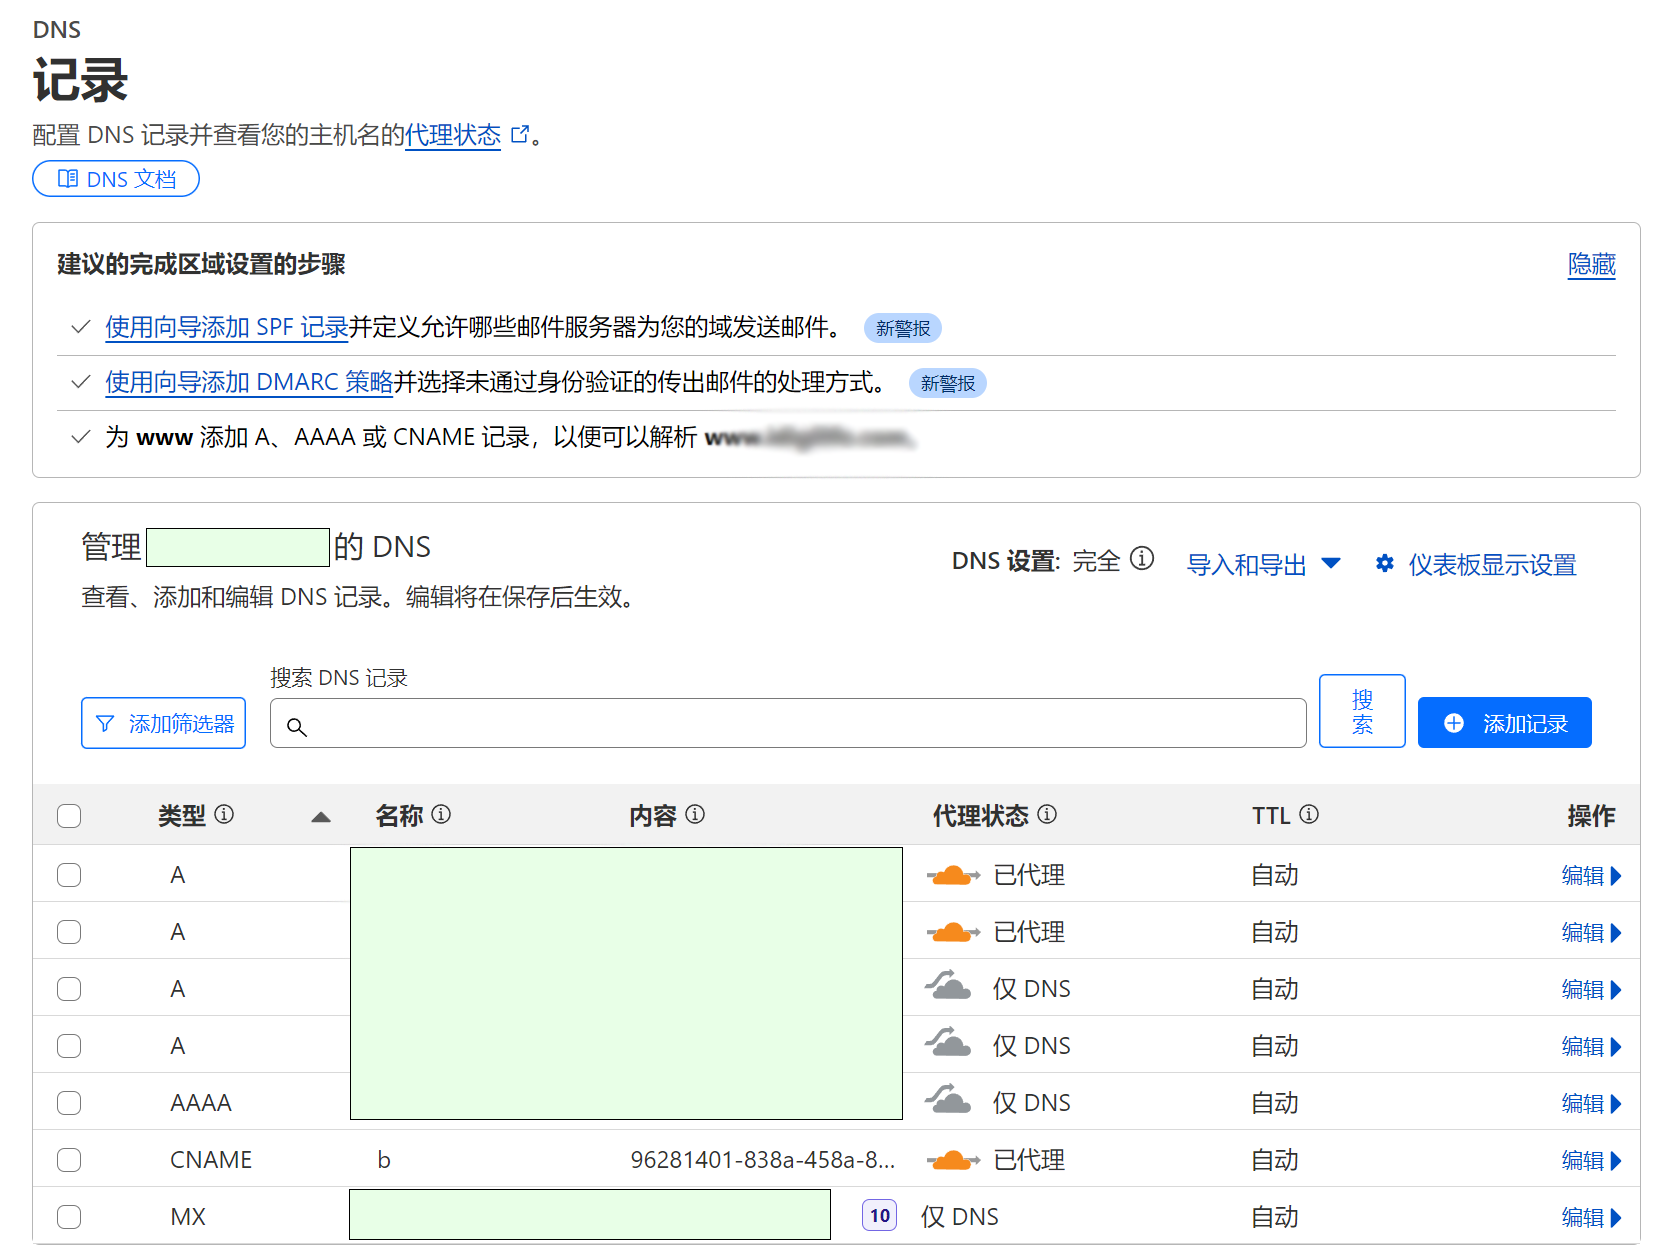 DNS
记录
配置 DNS 记录并查看您的主机名的代理状态。
DNS 文档
建议的完成区域设置的步骤
隐藏
使用向导添加 SPF 记录并定义允许哪些邮件服务器为您的域发送邮件。 新警报
使用向导添加 DMARC 策略并选择未通过身份验证的传出邮件的处理方式。 新警报
为 www 添加 A、AAAA 或 CNAME 记录，以便可以解析 www
管理 的 DNS
DNS 设置: 完全 导入和导出 仪表板显示设置
查看、添加和编辑 DNS 记录。编辑将在保存后生效。
搜索 DNS 记录
添加筛选器 搜索 添加记录
类型 名称 内容 代理状态 TTL 操作
A 已代理 自动 编辑
A 已代理 自动 编辑
A 仅 DNS 自动 编辑
A 仅 DNS 自动 编辑
AAAA 仅 DNS 自动 编辑
CNAME b 96281401-838a-458a-8... 已代理 自动 编辑
MX 10 仅 DNS 自动 编辑